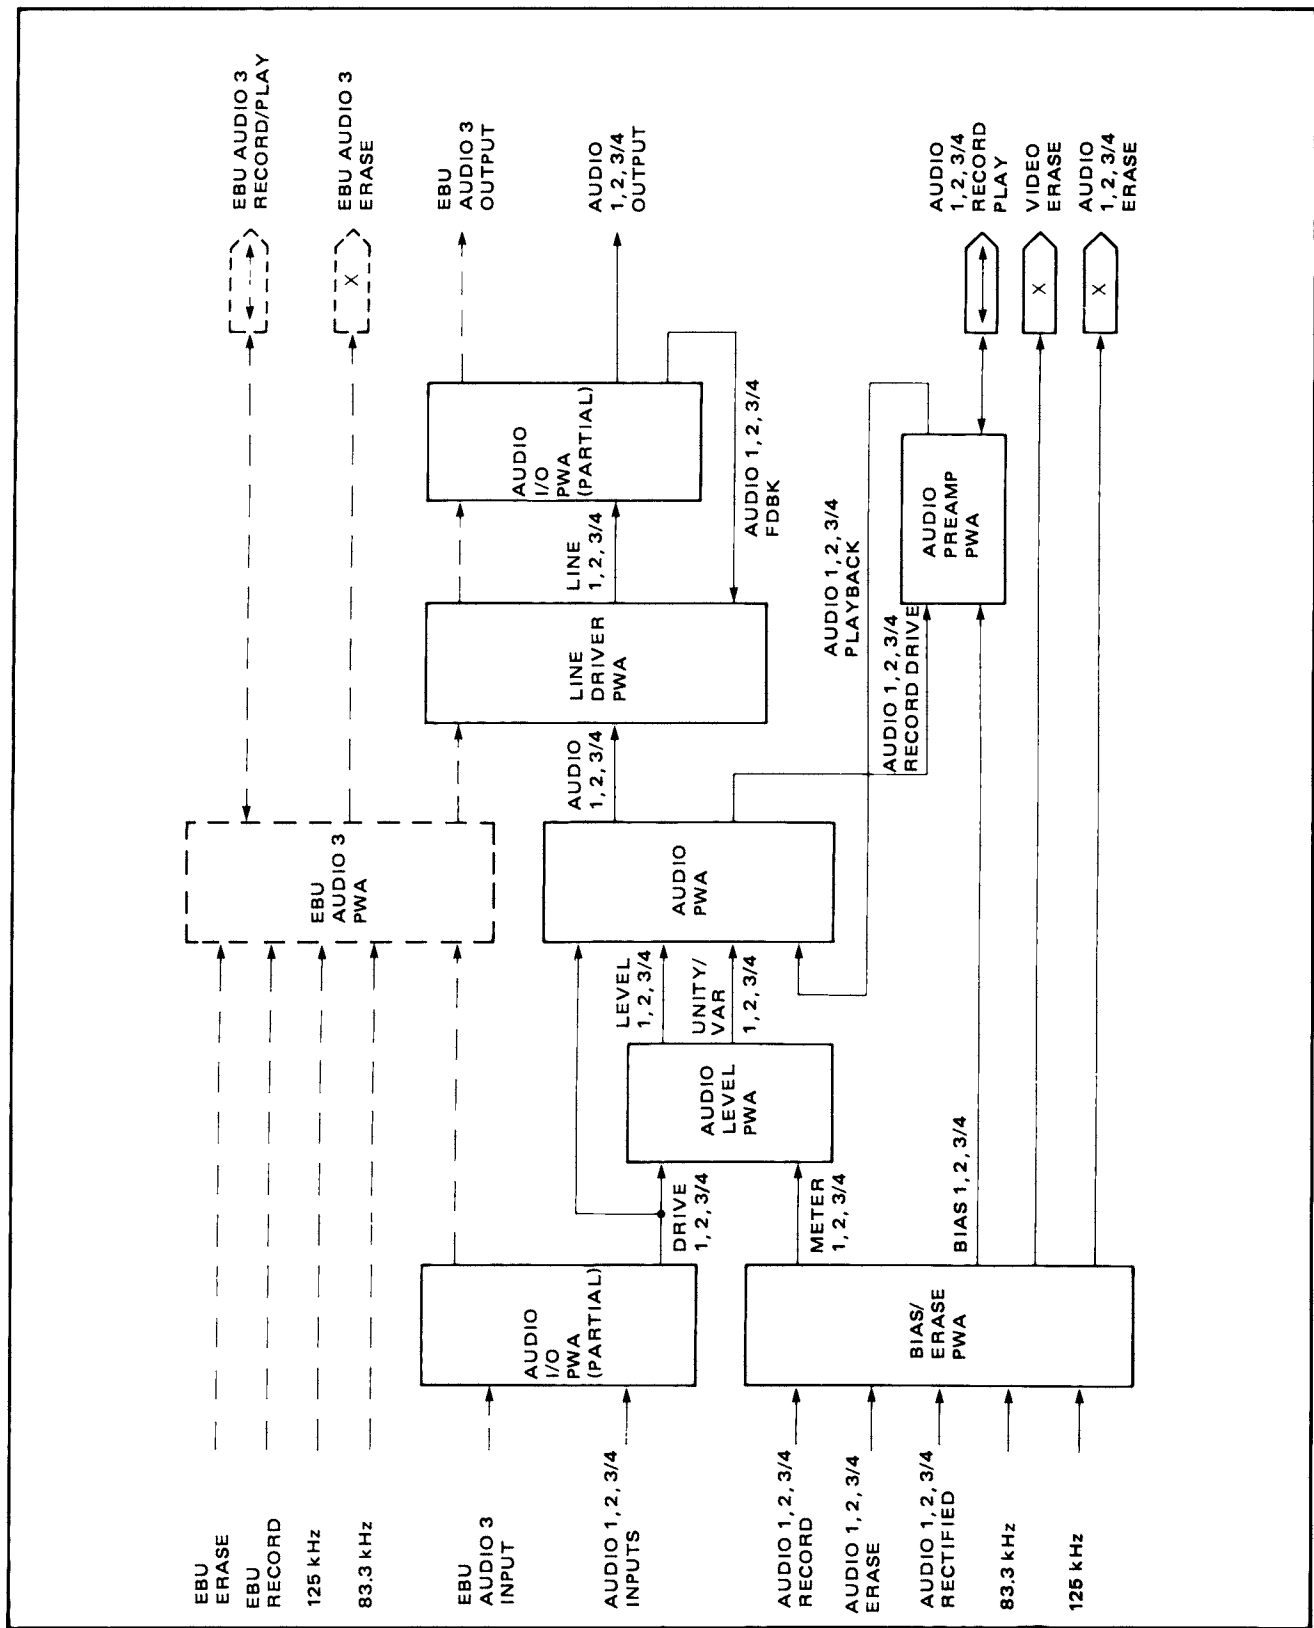 EBU
ERASE
EBU
RECORD
125 kHz
83.3 kHz
EBU
AUDIO 3
INPUT
AUDIO 1, 2, 3/4
INPUTS
AUDIO 1, 2, 3/4
RECORD
AUDIO 1, 2, 3/4
ERASE
AUDIO 1, 2, 3/4
RECTIFIED
83.3 kHz
125 kHz
AUDIO
I/O
PWA
(PARTIAL)
BIAS/
ERASE
PWA
DRIVE
1, 2, 3/4
METER
1, 2, 3/4
BIAS 1, 2, 3/4
AUDIO
LEVEL
PWA
LEVEL
1, 2, 3/4
UNITY/
VAR
1, 2, 3/4
EBU
AUDIO 3
PWA
AUDIO
PWA
AUDIO
1, 2, 3/4
AUDIO 1, 2, 3/4
RECORD DRIVE
AUDIO 1, 2, 3/4
PLAYBACK
LINE
DRIVER
PWA
LINE
1, 2, 3/4
AUDIO 1, 2, 3/4
FDBK
AUDIO
I/O
PWA
(PARTIAL)
AUDIO
PREAMP
PWA
EBU AUDIO 3
RECORD/PLAY
X
EBU AUDIO 3
ERASE
EBU
AUDIO 3
OUTPUT
AUDIO
1, 2, 3/4
OUTPUT
AUDIO
1, 2, 3/4
RECORD
PLAY
X
VIDEO
ERASE
X
AUDIO
1, 2, 3/4
ERASE